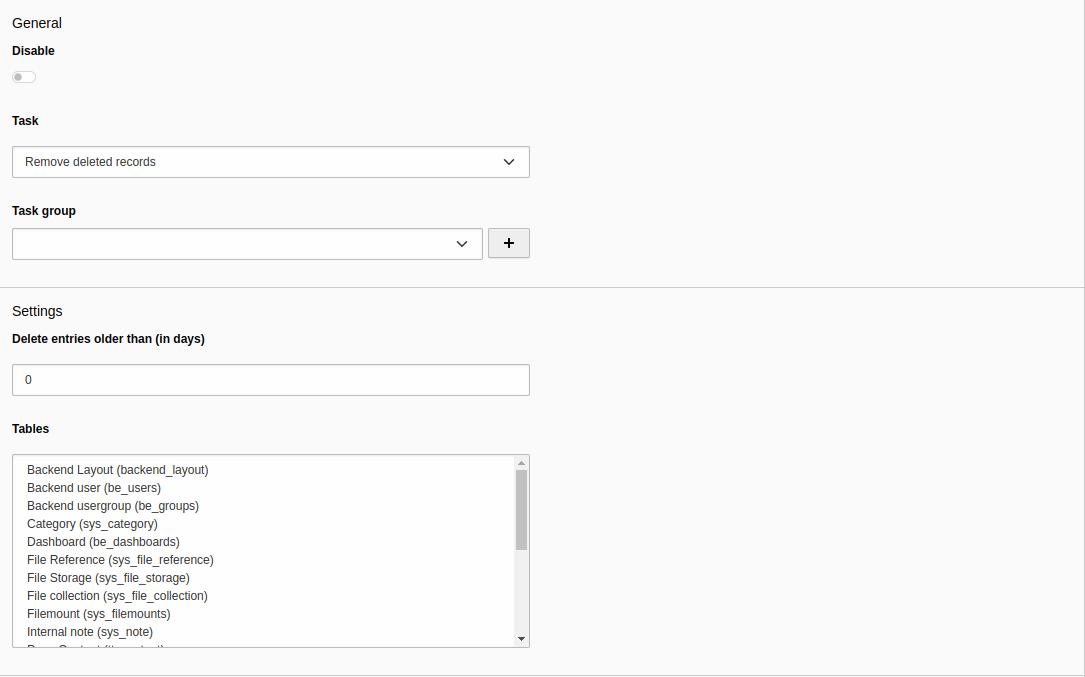 General
Disable
Task
Remove deleted records
Task group
+
Settings
Delete entries older than (in days)
0
Tables
Backend Layout (backend_layout)
Backend user (be_users)
Backend usergroup (be_groups)
Category (sys_category)
Dashboard (be_dashboards)
File Reference (sys_file_reference)
File Storage (sys_file_storage)
File collection (sys_file_collection)
Filemount (sys_filemounts)
Internal note (sys_note)